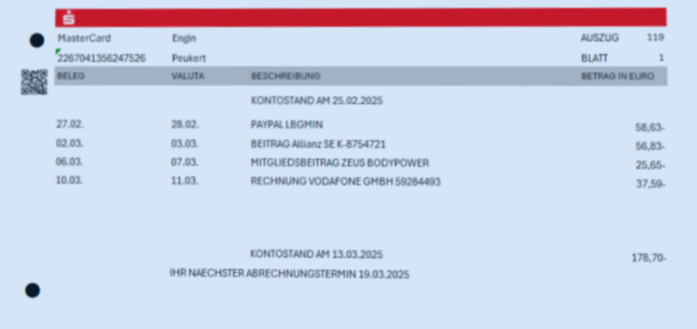 MasterCard Engin AUSZUG 119
2267041356247526 Peukert BLATT 1
BELEG VALUTA BESCHREIBUNG BETRAG IN EURO
KONTOSTAND AM 25.02.2025
27.02. 28.02. PAYPAL LBGMIN 58,63-
02.03. 03.03. BEITRAG Allianz SE K-8754721 56,83-
06.03. 07.03. MITGLIEDSBEITRAG ZEUS BODYPOWER 25,65-
10.03. 11.03. RECHNUNG VODAFONE GMBH 59284493 37,59-
KONTOSTAND AM 13.03.2025 178,70-
IHR NAECHSTER ABRECHNUNGSTERMIN 19.03.2025